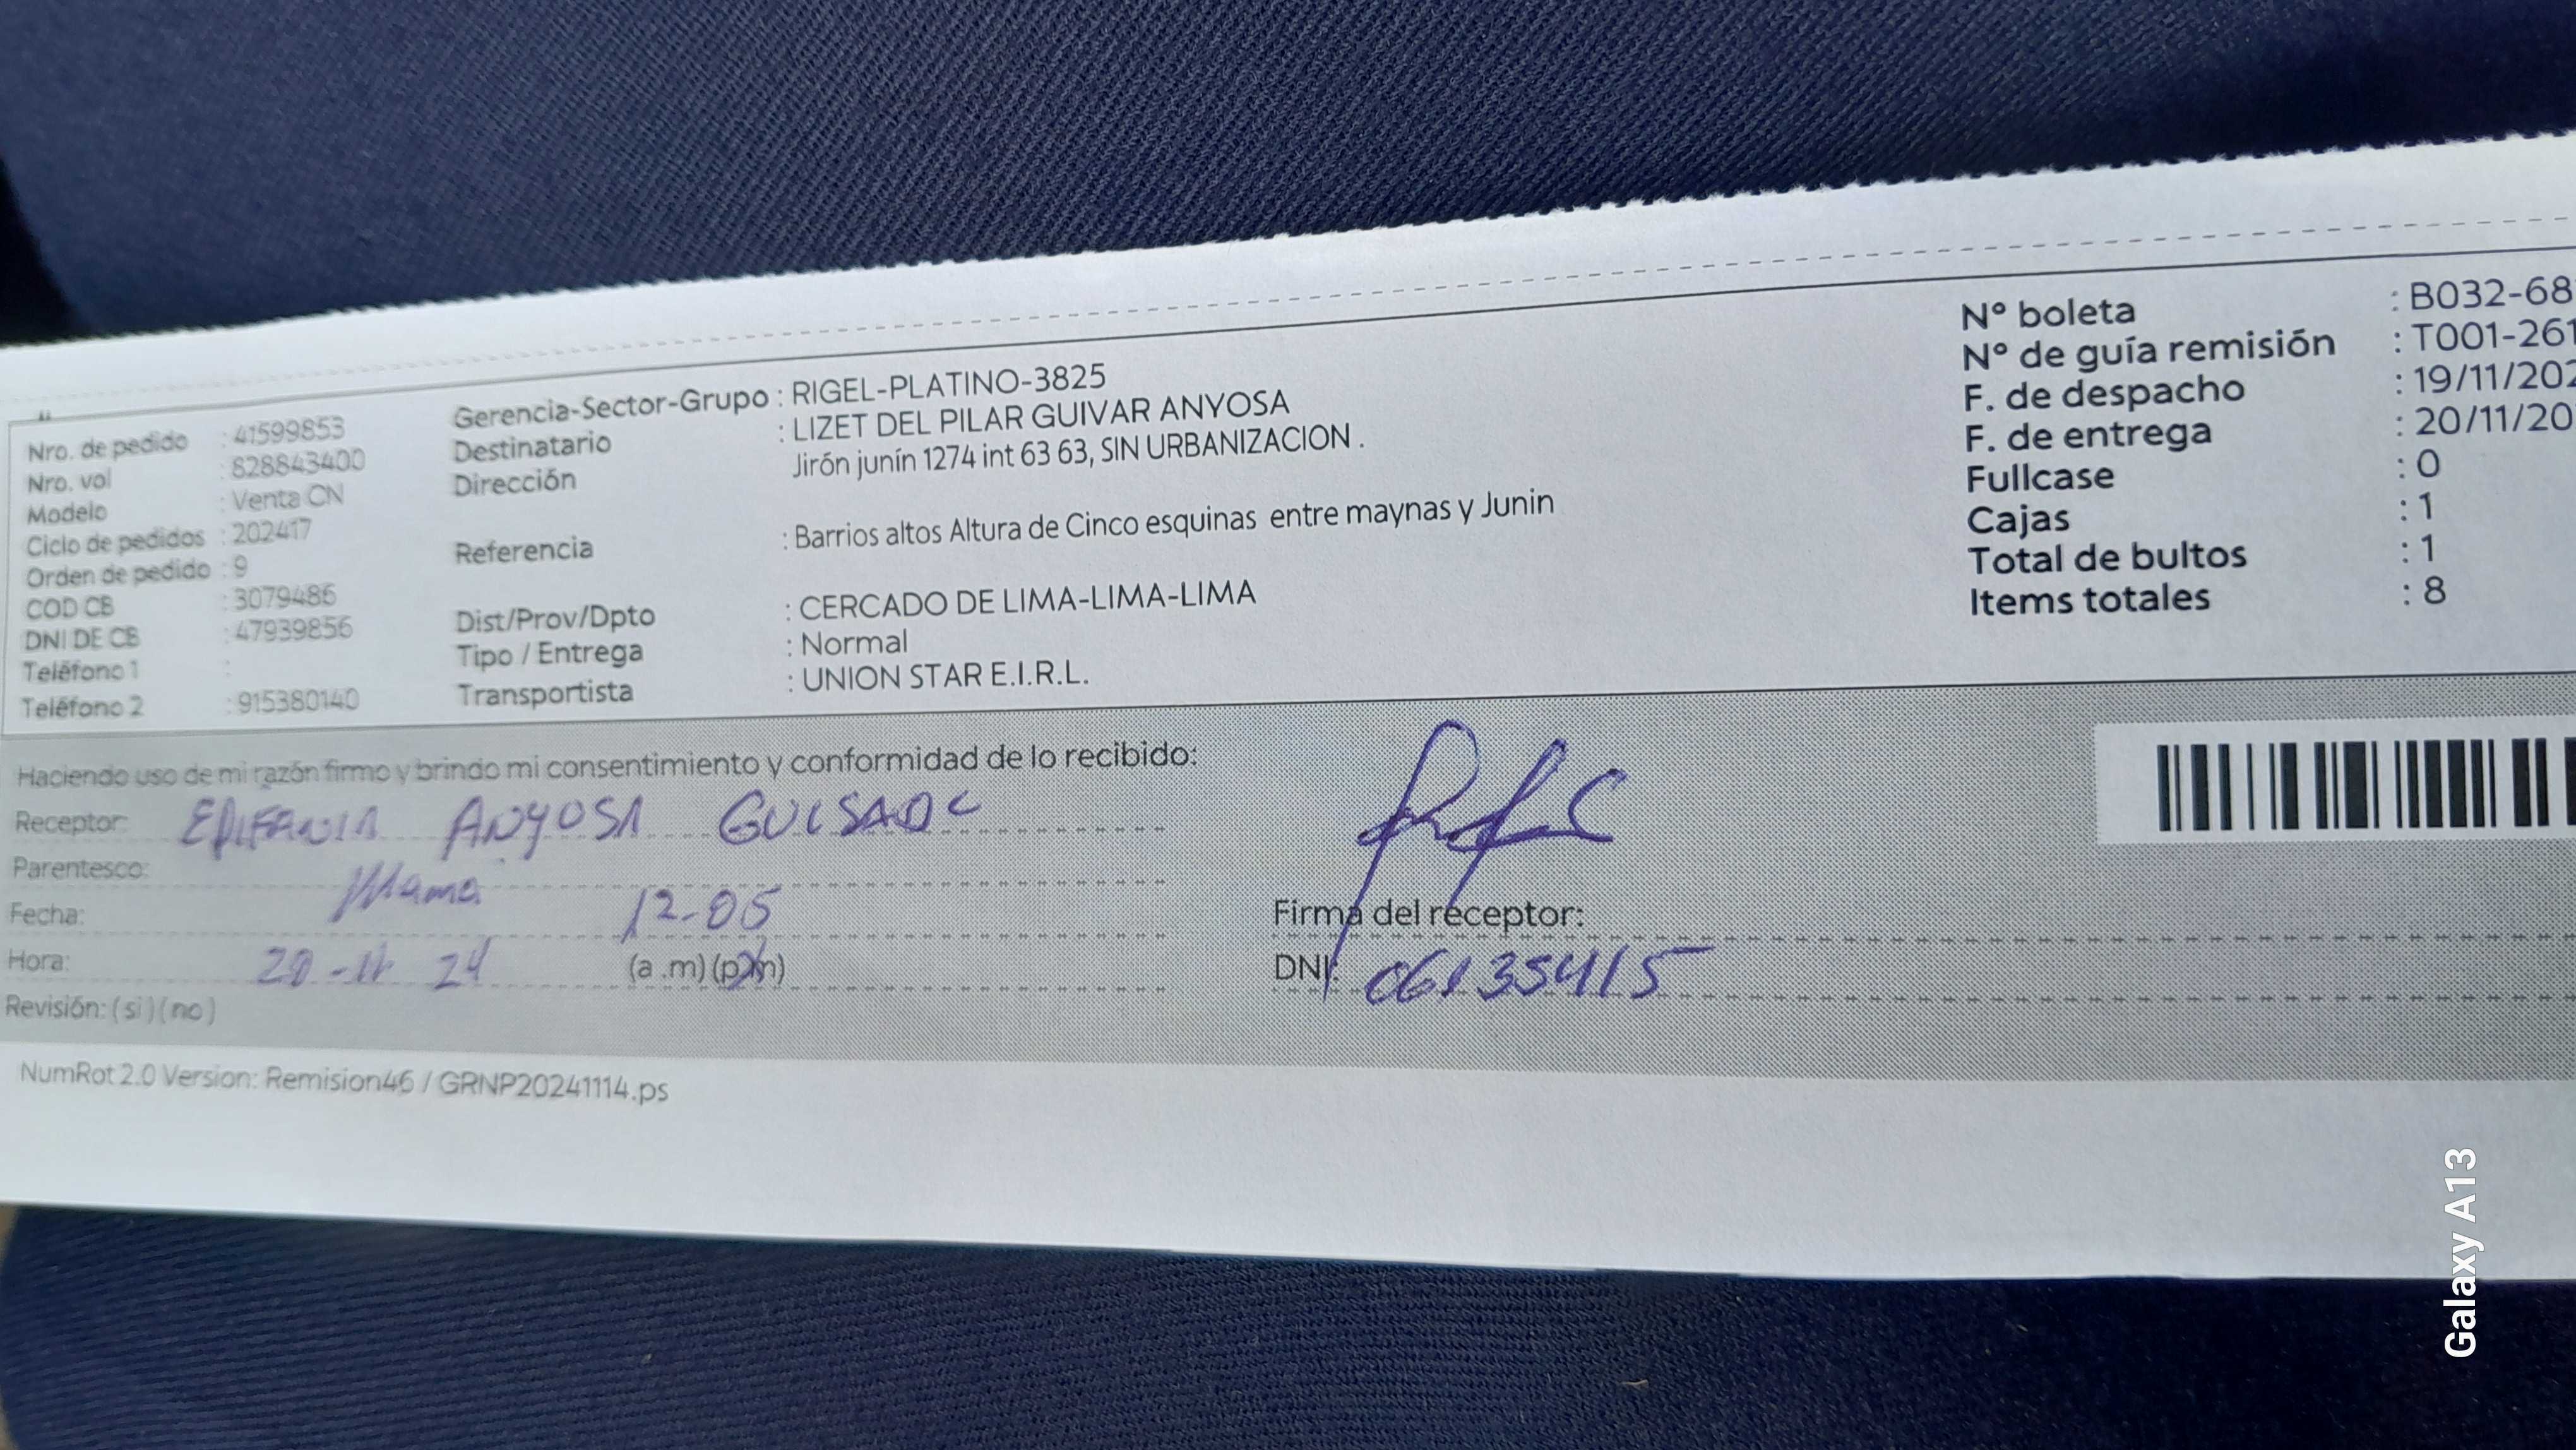 Nro. de pedido : 41599853
Nro. vol : 828843400
Modelo : Venta CN
Ciclo de pedidos : 202417
Orden de pedido : 9
COD CB : 3079486
DNI DE CB : 47939856
Teléfono 1 :
Teléfono 2 : 915380140
Gerencia-Sector-Grupo : RIGEL-PLATINO-3825
Destinatario : LIZET DEL PILAR GUIVAR ANYOSA
Dirección Jirón junín 1274 int 63 63, SIN URBANIZACION .
Referencia : Barrios altos Altura de Cinco esquinas entre maynas y Junin
Dist/Prov/Dpto : CERCADO DE LIMA-LIMA-LIMA
Tipo / Entrega : Normal
Transportista : UNION STAR E.I.R.L.
N° boleta : B032-68
N° de guía remisión : T001-261
F. de despacho : 19/11/202
F. de entrega : 20/11/20
Fullcase : 0
Cajas : 1
Total de bultos : 1
Items totales : 8
Haciendo uso de mi razón firmo y brindo mi consentimiento y conformidad de lo recibido:
Receptor: EPIFANIA ANYOSA GUISADO
Parentesco: Mama
Fecha: 12-05
Hora: 20-11 24 (a.m)(pm)
Revisión: (si)(no)
Firma del receptor:
DNI: 06135415
NumRot 2.0 Version: Remision46 / GRNP20241114.ps
Galaxy A13